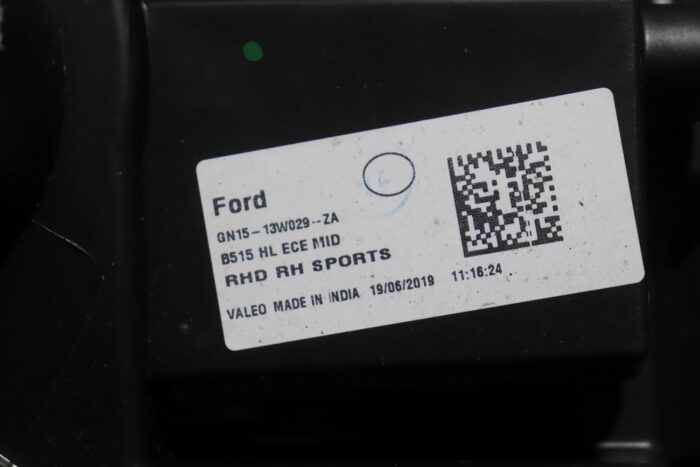 Ford
GN15-13W029--ZA
B515 HL ECE MID
RHD RH SPORTS
VALEO MADE IN INDIA 19/06/2019 11:16:24